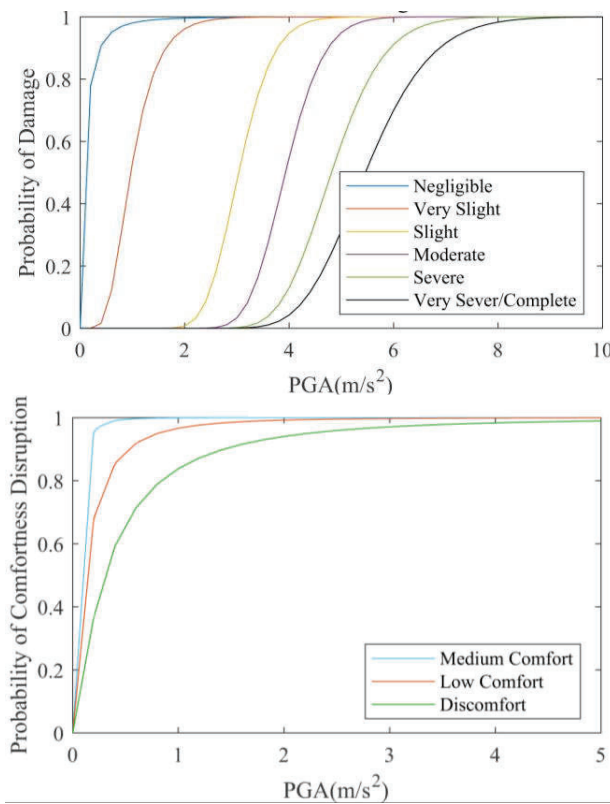 1
0.8
0.6
0.4
0.2
0
Probability of Damage
Negligible
Very Slight
Slight
Moderate
Severe
Very Sever/Complete
0 2 4 6 8 10
PGA(m/s²)
1
0.8
0.6
0.4
0.2
0
Probability of Comfortness Disruption
Medium Comfort
Low Comfort
Discomfort
0 1 2 3 4 5
PGA(m/s²)